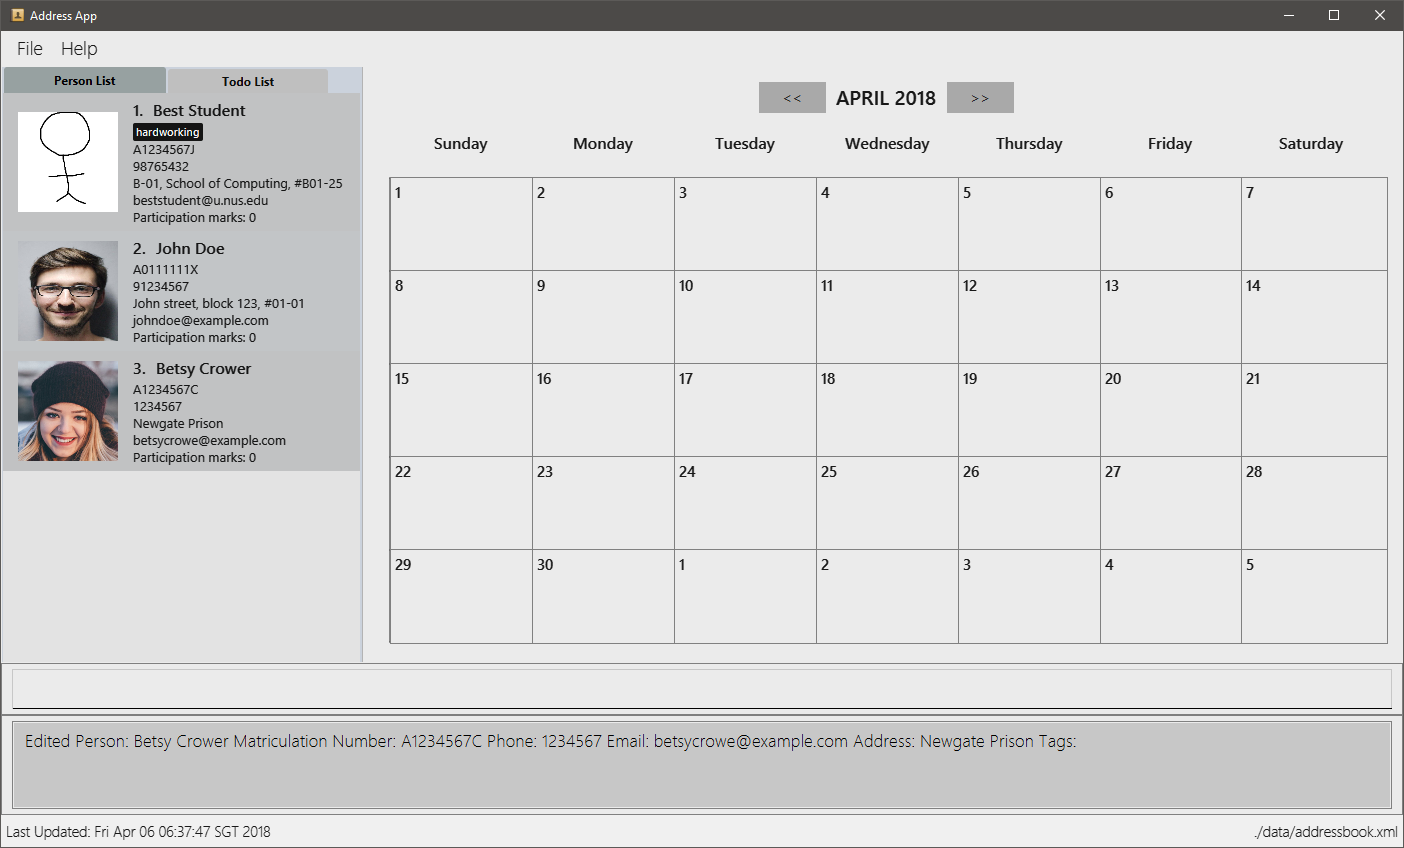 Address App
File Help
Person List Todo List
1. Best Student
hardworking
A1234567J
98765432
B-01, School of Computing, #B01-25
beststudent@u.nus.edu
Participation marks: 0
2. John Doe
A0111111X
91234567
John street, block 123, #01-01
johndoe@example.com
Participation marks: 0
3. Betsy Crower
A1234567C
1234567
Newgate Prison
betsycrowe@example.com
Participation marks: 0
<< APRIL 2018 >>
Sunday Monday Tuesday Wednesday Thursday Friday Saturday
1 2 3 4 5 6 7
8 9 10 11 12 13 14
15 16 17 18 19 20 21
22 23 24 25 26 27 28
29 30 1 2 3 4 5
Edited Person: Betsy Crower Matriculation Number: A1234567C Phone: 1234567 Email: betsycrowe@example.com Address: Newgate Prison Tags:
Last Updated: Fri Apr 06 06:37:47 SGT 2018 ./data/addressbook.xml